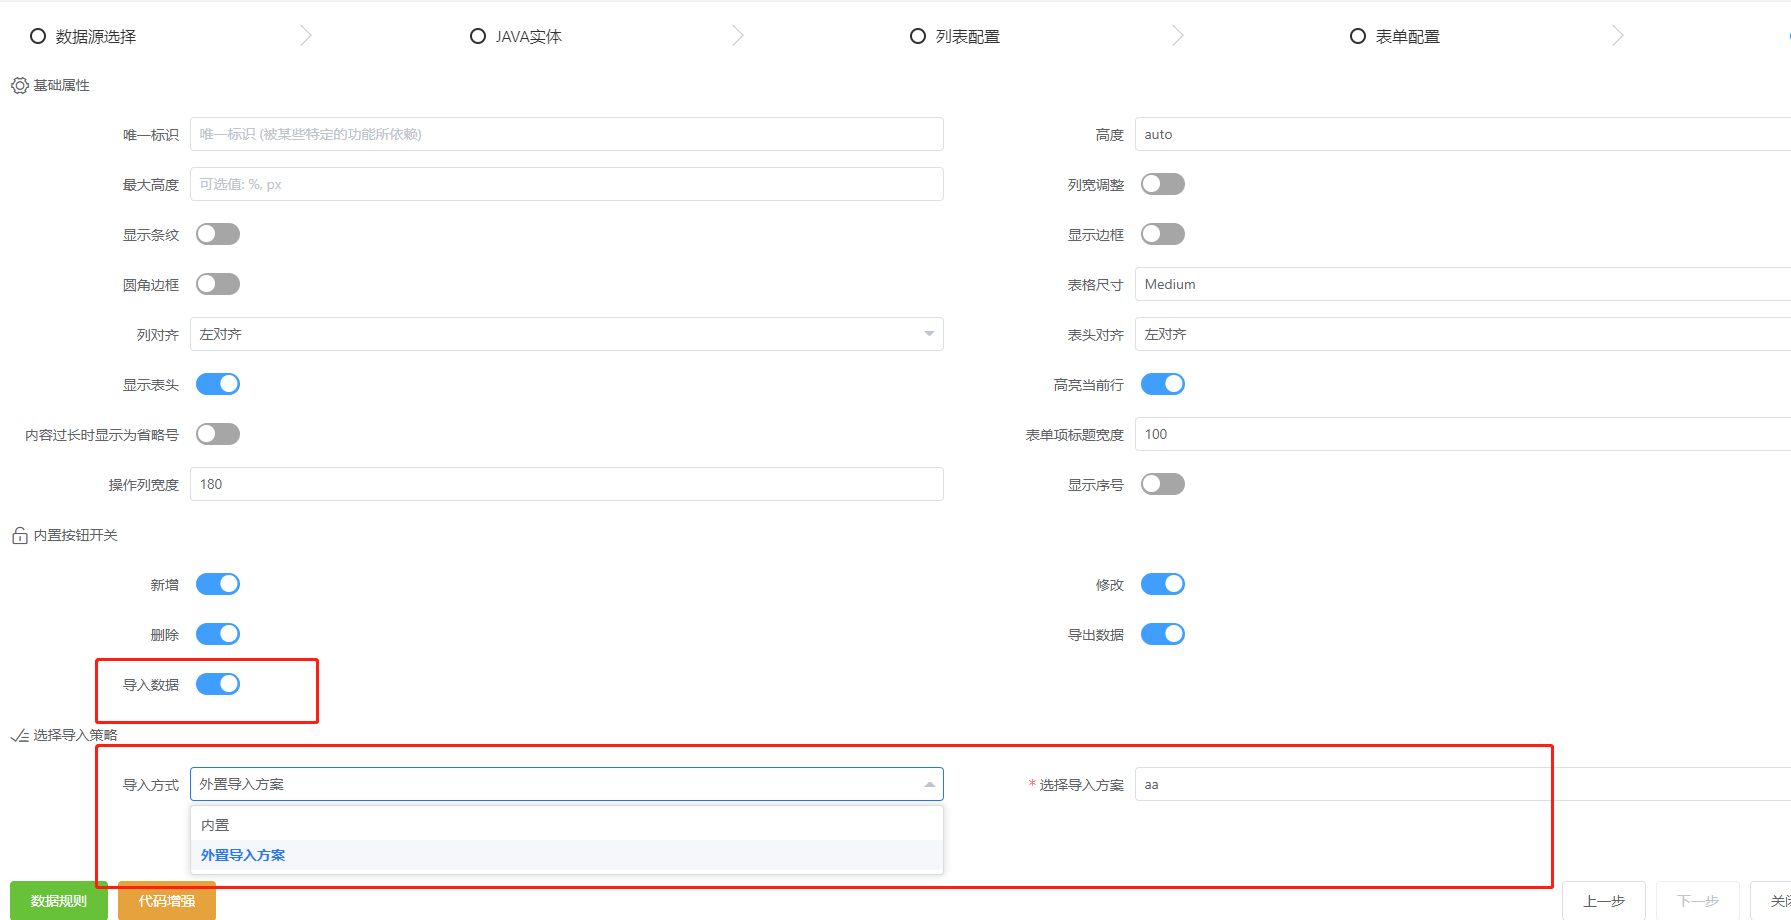 数据源选择 JAVA实体 列表配置 表单配置
基础属性
唯一标识 唯一标识 (被某些特定的功能所依赖) 高度 auto
最大高度 可选值: %, px 列宽调整
显示条纹 显示边框
圆角边框 表格尺寸 Medium
列对齐 左对齐 表头对齐 左对齐
显示表头 高亮当前行
内容过长时显示为省略号 表单项标题宽度 100
操作列宽度 180 显示序号
内置按钮开关
新增 修改
删除 导出数据
导入数据
选择导入策略
导入方式 外置导入方案 * 选择导入方案 aa
内置
外置导入方案
数据规则 代码增强 上一步 下一步 关